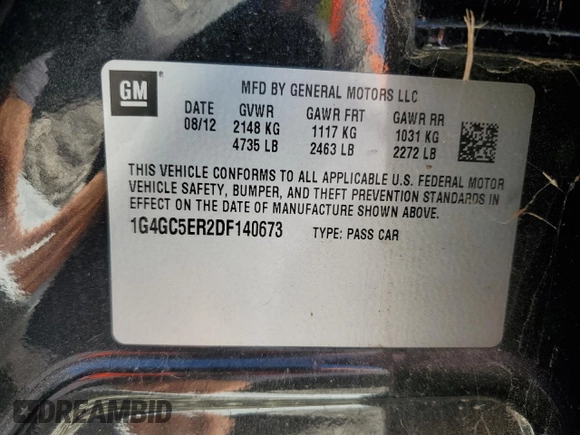 GM
MFD BY GENERAL MOTORS LLC
DATE GVWR GAWR FRT GAWR RR
08/12 2148 KG 1117 KG 1031 KG
4735 LB 2463 LB 2272 LB
THIS VEHICLE CONFORMS TO ALL APPLICABLE U.S. FEDERAL MOTOR
VEHICLE SAFETY, BUMPER, AND THEFT PREVENTION STANDARDS IN
EFFECT ON THE DATE OF MANUFACTURE SHOWN ABOVE.
1G4GC5ER2DF140673 TYPE: PASS CAR
DREAMBID